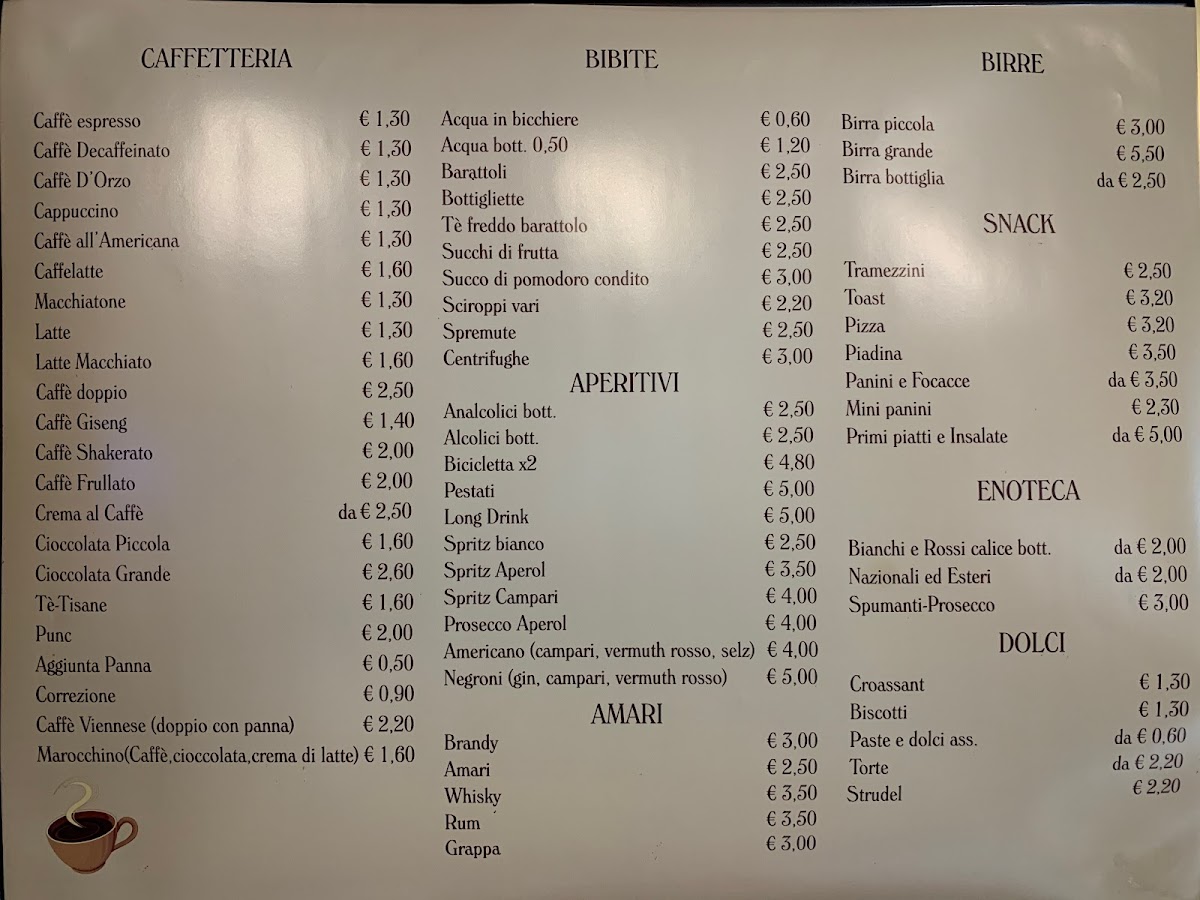 CAFFETTERIA
Caffè espresso € 1,30
Caffè Decaffeinato € 1,30
Caffè D'Orzo € 1,30
Cappuccino € 1,30
Caffè all'Americana € 1,30
Caffelatte € 1,60
Macchiatone € 1,30
Latte € 1,30
Latte Macchiato € 1,60
Caffè doppio € 2,50
Caffè Giseng € 1,40
Caffè Shakerato € 2,00
Caffè Frullato € 2,00
Crema al Caffè da € 2,50
Cioccolata Piccola € 1,60
Cioccolata Grande € 2,60
Tè-Tisane € 1,60
Punc € 2,00
Aggiunta Panna € 0,50
Correzione € 0,90
Caffè Viennese (doppio con panna) € 2,20
Marocchino(Caffè,cioccolata,crema di latte) € 1,60
BIBITE
Acqua in bicchiere € 0,60
Acqua bott. 0,50 € 1,20
Barattoli € 2,50
Bottigliette € 2,50
Tè freddo barattolo € 2,50
Succhi di frutta € 2,50
Succo di pomodoro condito € 3,00
Sciroppi vari € 2,20
Spremute € 2,50
Centrifughe € 3,00
APERITIVI
Analcolici bott. € 2,50
Alcolici bott. € 2,50
Bicicletta x2 € 4,80
Pestati € 5,00
Long Drink € 5,00
Spritz bianco € 2,50
Spritz Aperol € 3,50
Spritz Campari € 4,00
Prosecco Aperol € 4,00
Americano (campari, vermuth rosso, selz) € 4,00
Negroni (gin, campari, vermuth rosso) € 5,00
AMARI
Brandy € 3,00
Amari € 2,50
Whisky € 3,50
Rum € 3,50
Grappa € 3,00
BIRRE
Birra piccola € 3,00
Birra grande € 5,50
Birra bottiglia da € 2,50
SNACK
Tramezzini € 2,50
Toast € 3,20
Pizza € 3,20
Piadina € 3,50
Panini e Focacce da € 3,50
Mini panini € 2,30
Primi piatti e Insalate da € 5,00
ENOTECA
Bianchi e Rossi calice bott. da € 2,00
Nazionali ed Esteri da € 2,00
Spumanti-Prosecco € 3,00
DOLCI
Croassant € 1,30
Biscotti € 1,30
Paste e dolci ass. da € 0,60
Torte da € 2,20
Strudel € 2,20